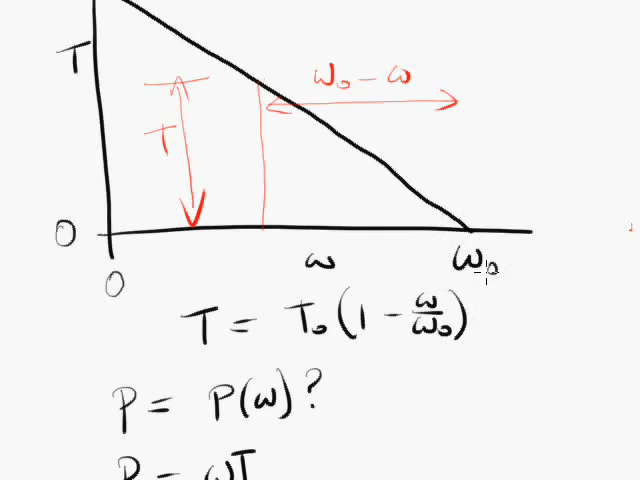 T
ω₀ - ω
T
0
0
ω
ω₀
T = T₀(1 - ω/ω₀)
P = P(ω)?
P = ωT